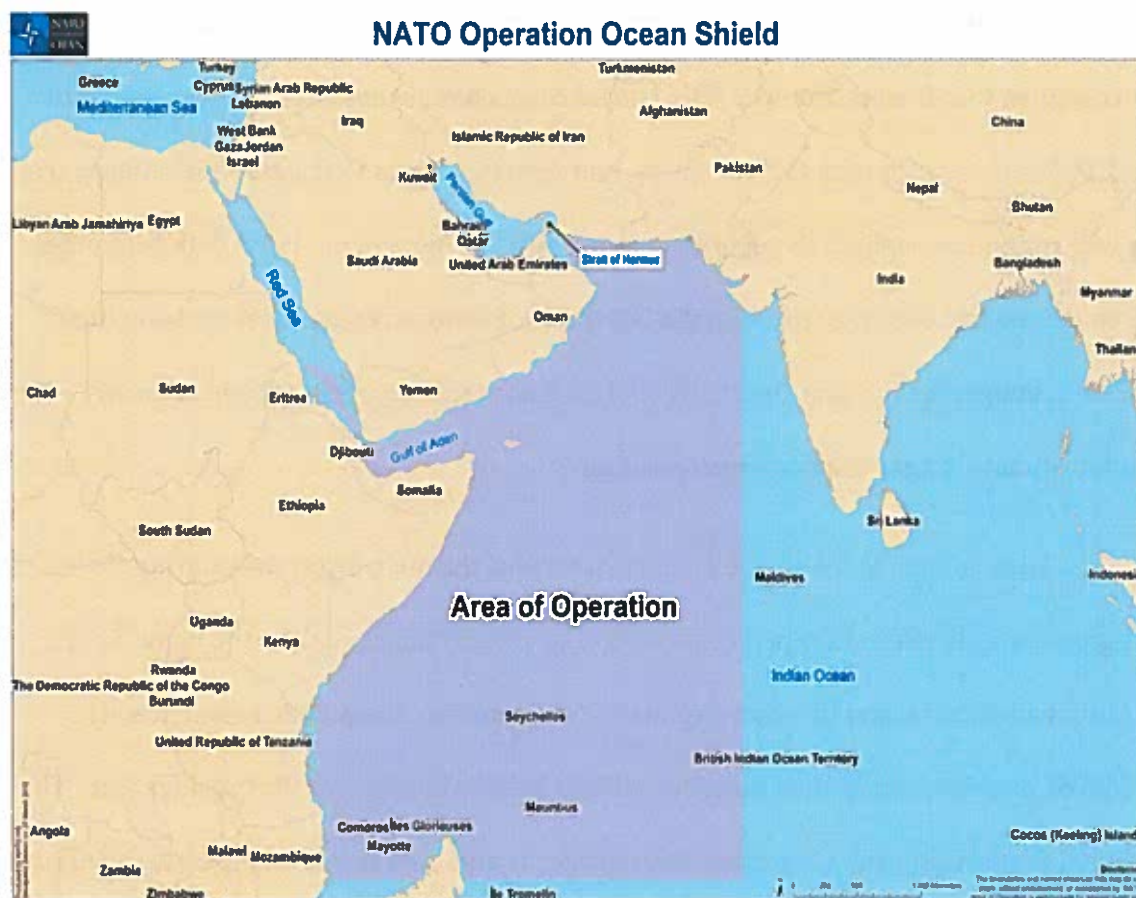 NATO
OTAN
NATO Operation Ocean Shield
Turkey
Turkmenistan
Greece
Cyprus
Syrian Arab Republic
Mediterranean Sea
Lebanon
Afghanistan
Iraq
China
West Bank
Islamic Republic of Iran
Gaza
Jordan
Israel
Pakistan
Kuwait
Persian Gulf
Nepal
Bhutan
Libyan Arab Jamahiriya
Egypt
Bahrain
Qatar
Saudi Arabia
United Arab Emirates
Strait of Hormuz
India
Bangladesh
Myanmar
Red Sea
Oman
Thailan
Chad
Sudan
Eritrea
Yemen
Djibouti
Gulf of Aden
Somalia
Ethiopia
Sri Lanka
South Sudan
Maldives
Indones
Area of Operation
Uganda
Kenya
Rwanda
Indian Ocean
The Democratic Republic of the Congo
Burundi
Seychelles
United Republic of Tanzania
British Indian Ocean Territory
Mauritius
Angola
Comoros
Iles Glorieuses
Cocos (Keeling) Island
Mayotte
Malawi
Mozambique
Zambia
Zimbabwe
Ile Tromelin